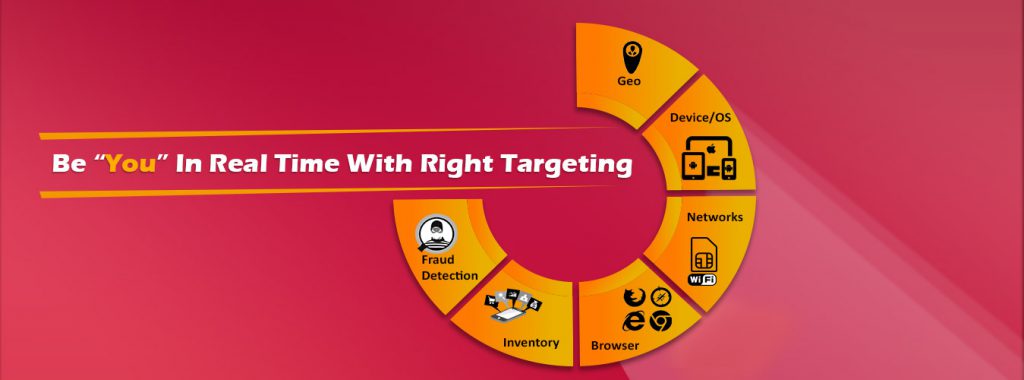 Geo
Device/OS
Be “You” In Real Time With Right Targeting
Networks
Wi Fi
Fraud
Detection
Inventory
Browser